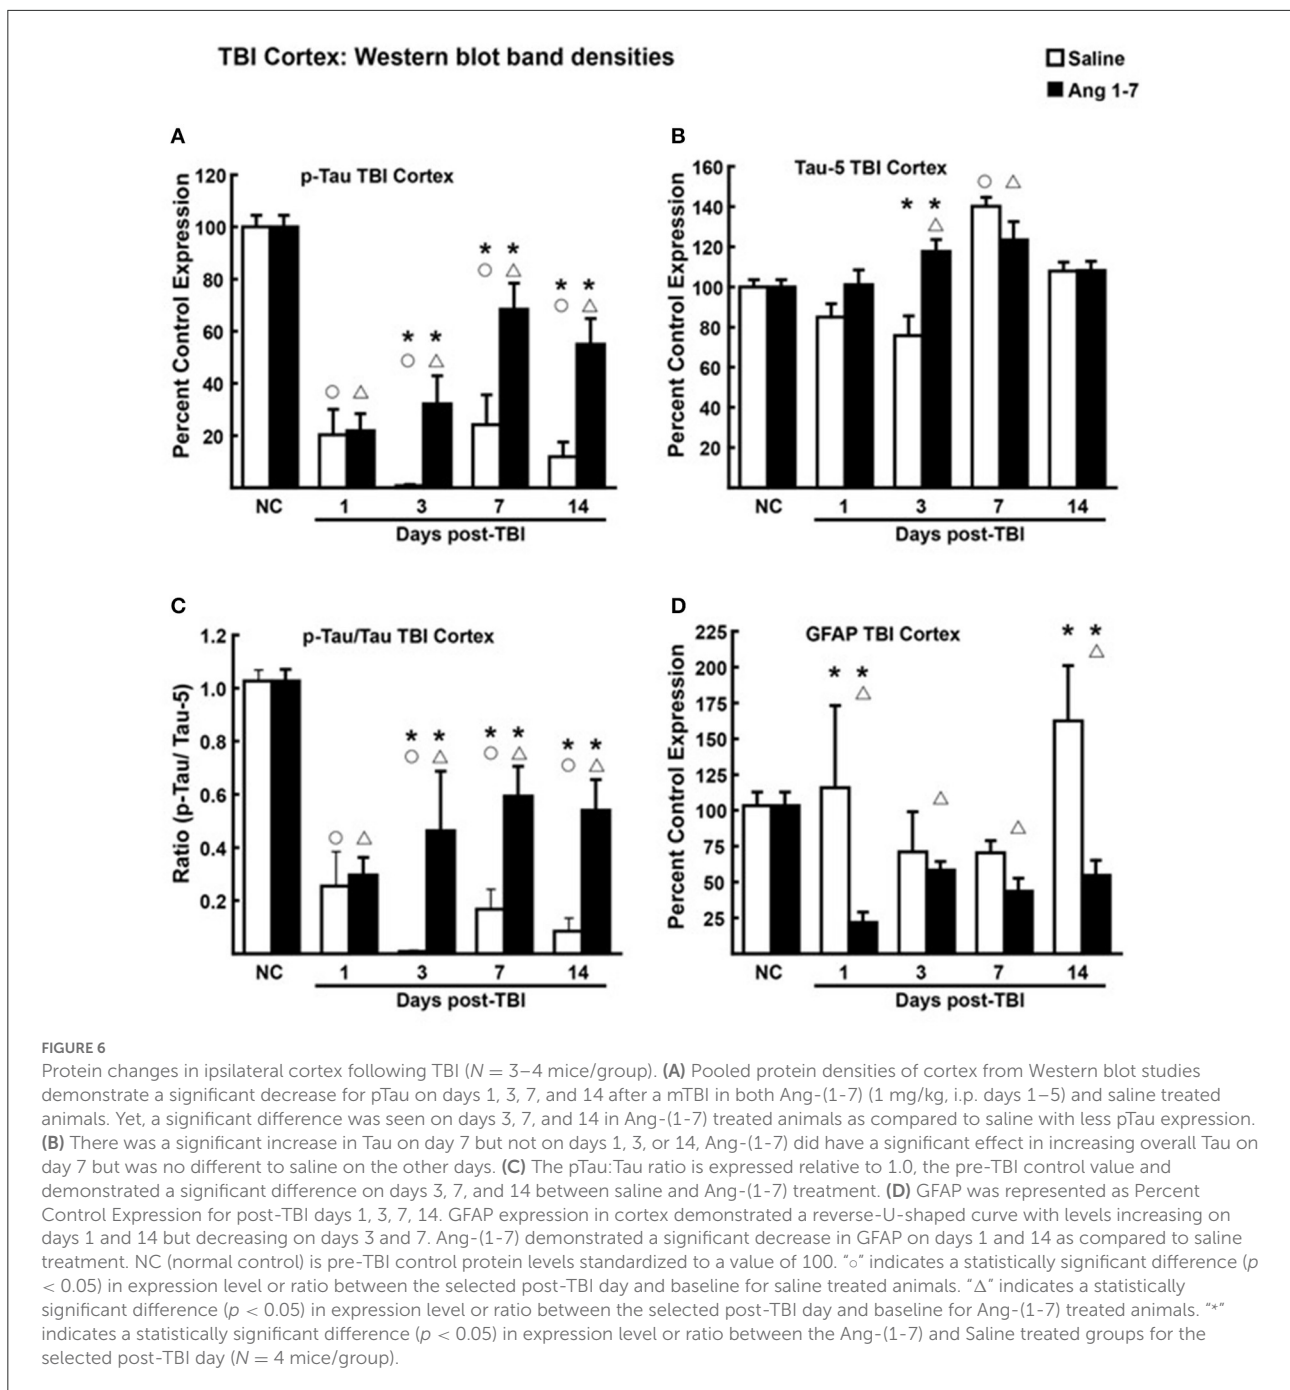 TBI Cortex: Western blot band densities
Saline
Ang 1-7
A
p-Tau TBI Cortex
Percent Control Expression
120
100
80
60
40
20
* *
○ △
* *
○ △
* *
○ △
○ △
NC 1 3 7 14
Days post-TBI
B
Tau-5 TBI Cortex
Percent Control Expression
160
140
120
100
80
60
40
20
○ △
* *
△
NC 1 3 7 14
Days post-TBI
C
p-Tau/Tau TBI Cortex
Ratio (p-Tau/ Tau-5)
1.2
1.0
0.8
0.6
0.4
0.2
* *
○ △
* *
○ △
* *
○ △
○ △
NC 1 3 7 14
Days post-TBI
D
GFAP TBI Cortex
Percent Control Expression
225
200
175
150
125
100
75
50
25
* *
△
* *
△
△
△
NC 1 3 7 14
Days post-TBI
FIGURE 6
Protein changes in ipsilateral cortex following TBI (N = 3–4 mice/group). (A) Pooled protein densities of cortex from Western blot studies
demonstrate a significant decrease for pTau on days 1, 3, 7, and 14 after a mTBI in both Ang-(1-7) (1 mg/kg, i.p. days 1–5) and saline treated
animals. Yet, a significant difference was seen on days 3, 7, and 14 in Ang-(1-7) treated animals as compared to saline with less pTau expression.
(B) There was a significant increase in Tau on day 7 but not on days 1, 3, or 14, Ang-(1-7) did have a significant effect in increasing overall Tau on
day 7 but was no different to saline on the other days. (C) The pTau:Tau ratio is expressed relative to 1.0, the pre-TBI control value and
demonstrated a significant difference on days 3, 7, and 14 between saline and Ang-(1-7) treatment. (D) GFAP was represented as Percent
Control Expression for post-TBI days 1, 3, 7, 14. GFAP expression in cortex demonstrated a reverse-U-shaped curve with levels increasing on
days 1 and 14 but decreasing on days 3 and 7. Ang-(1-7) demonstrated a significant decrease in GFAP on days 1 and 14 as compared to saline
treatment. NC (normal control) is pre-TBI control protein levels standardized to a value of 100. “○” indicates a statistically significant difference (p
< 0.05) in expression level or ratio between the selected post-TBI day and baseline for saline treated animals. “Δ” indicates a statistically
significant difference (p < 0.05) in expression level or ratio between the selected post-TBI day and baseline for Ang-(1-7) treated animals. “*”
indicates a statistically significant difference (p < 0.05) in expression level or ratio between the Ang-(1-7) and Saline treated groups for the
selected post-TBI day (N = 4 mice/group).